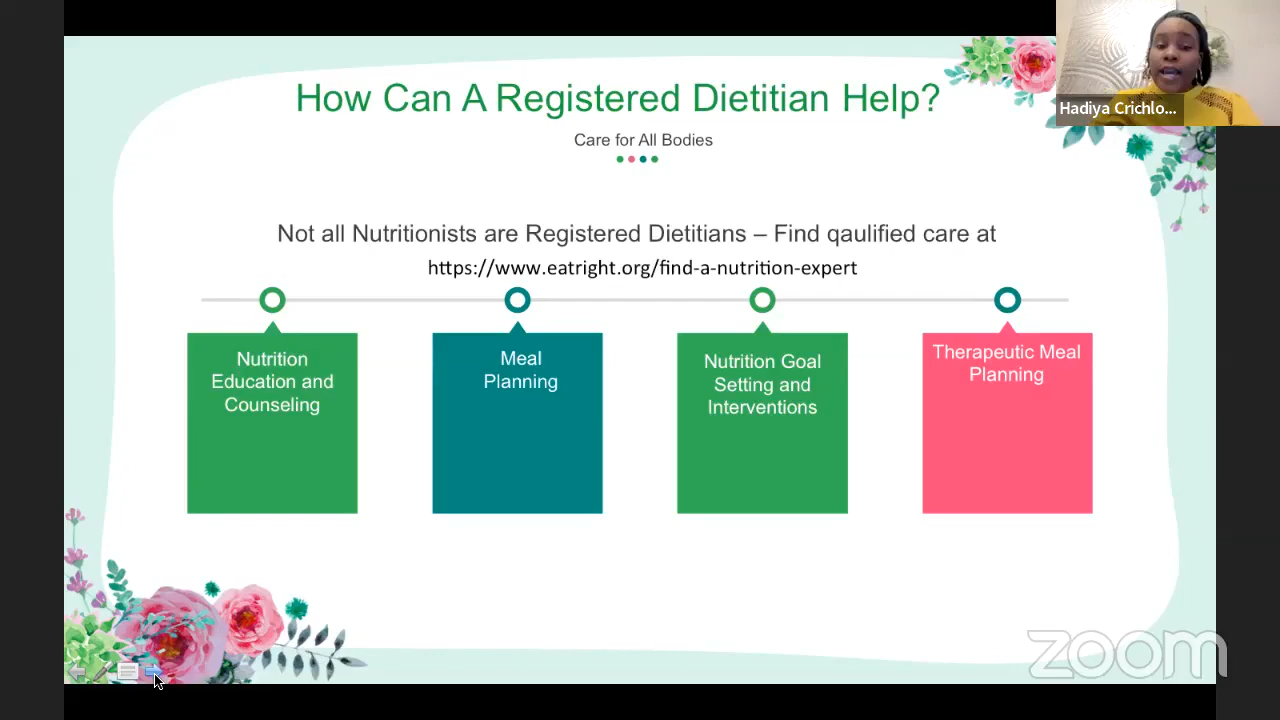 How Can A Registered Dietitian Help?
Care for All Bodies
Hadiya Crichlo...
Not all Nutritionists are Registered Dietitians – Find qaulified care at
https://www.eatright.org/find-a-nutrition-expert
Nutrition
Education and
Counseling
Meal
Planning
Nutrition Goal
Setting and
Interventions
Therapeutic Meal
Planning
zoom